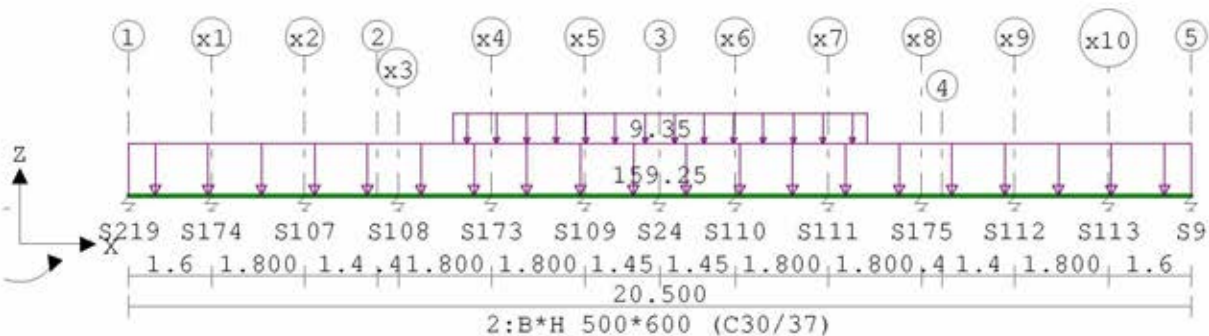 1 x1 x2 2 x3 x4 x5 3 x6 x7 x8 4 x9 x10 5
9.35
Z
159.25
X
S219 S174 S107 S108 S173 S109 S24 S110 S111 S175 S112 S113 S9
1.6 1.800 1.4 .4 1.800 1.800 1.45 1.45 1.800 1.800 .4 1.4 1.800 1.6
20.500
2:B*H 500*600 (C30/37)